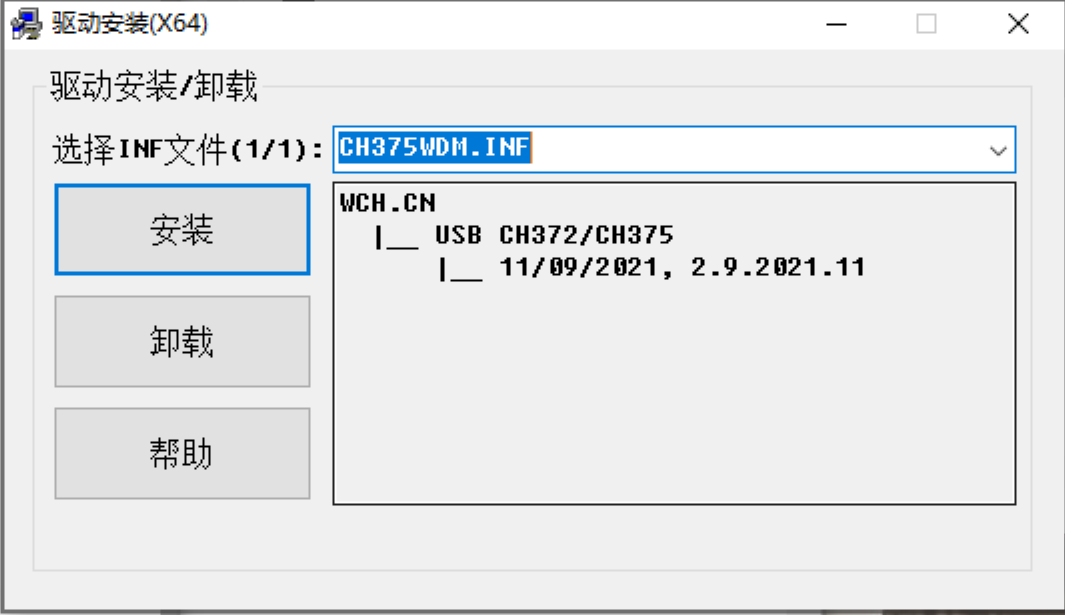 驱动安装(X64)
驱动安装/卸载
选择INF文件(1/1):
CH375WDM.INF
安装
WCH.CN
|__ USB CH372/CH375
|__ 11/09/2021, 2.9.2021.11
卸载
帮助